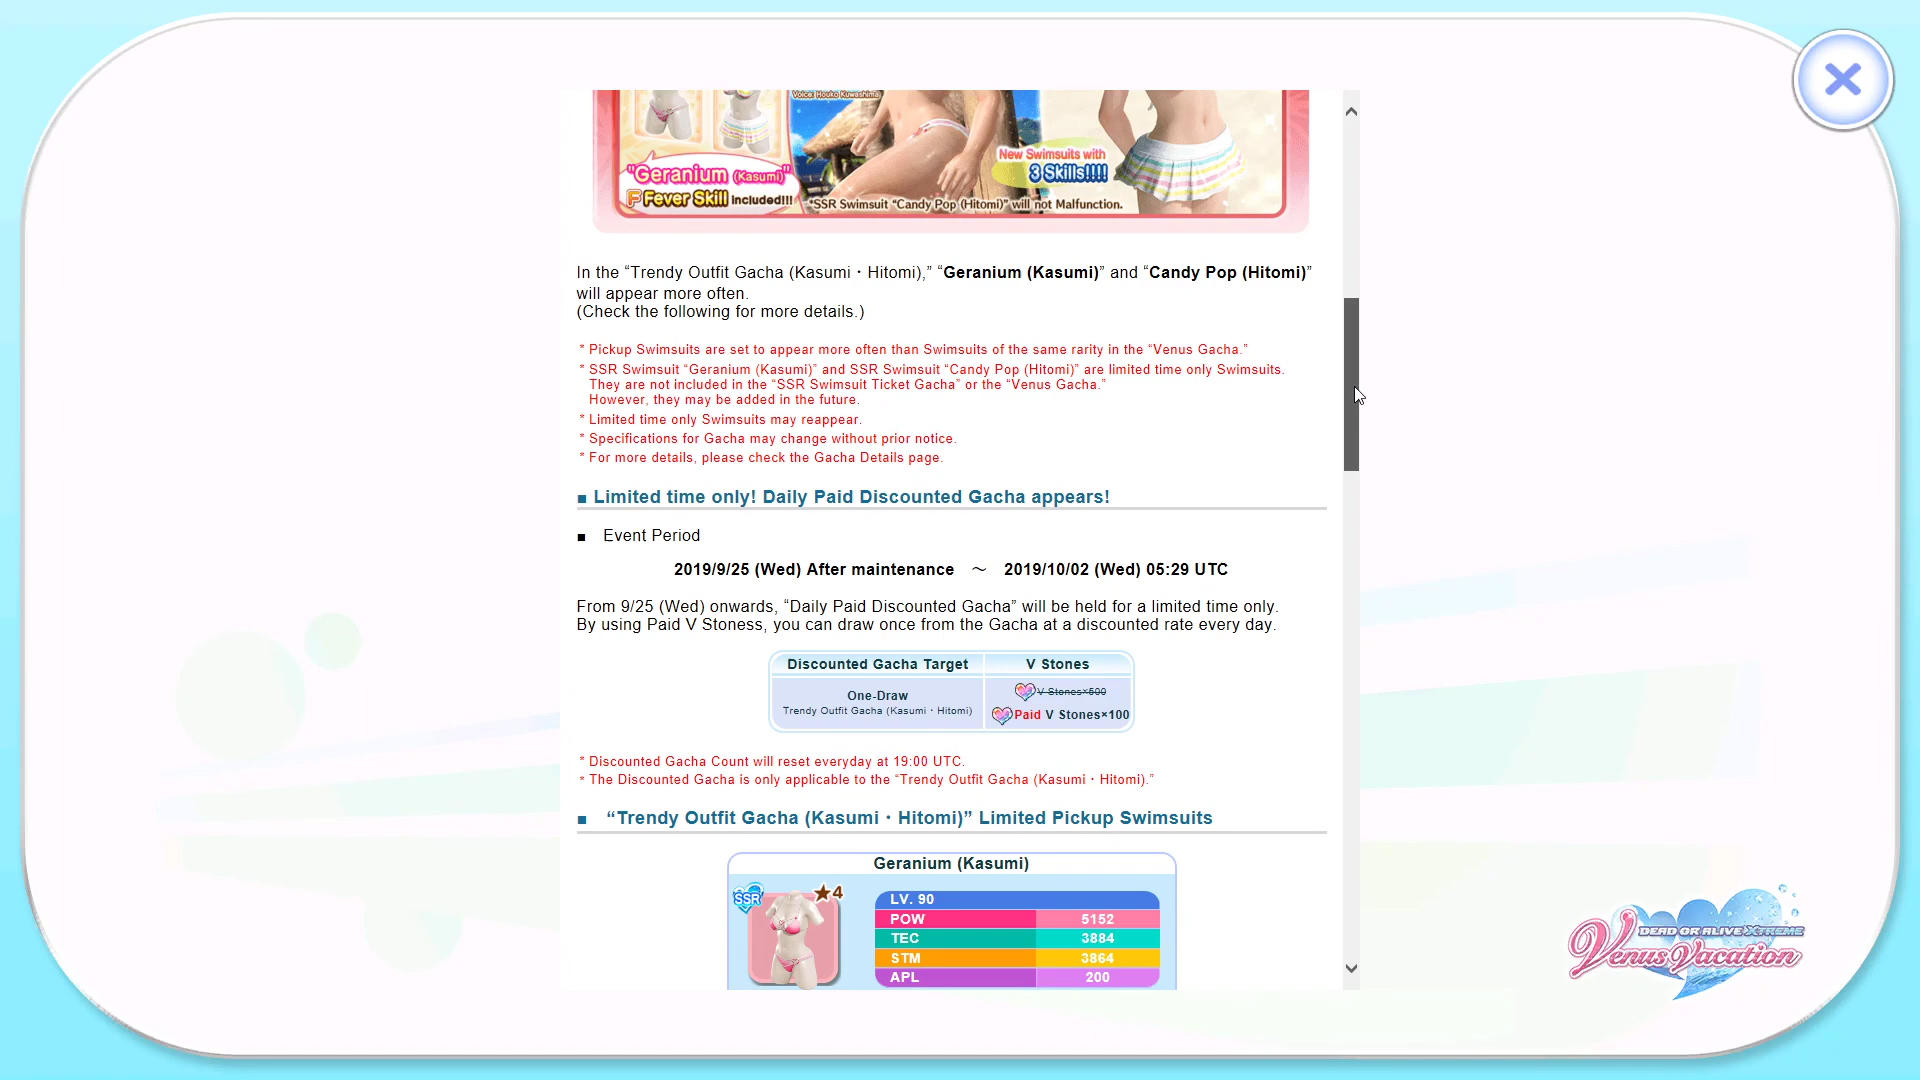 Voice: Houko Kuwashima
"Geranium (Kasumi)"
F Fever Skill Included!!!
New Swimsuits with
3 Skills!!!!
*SSR Swimsuit "Candy Pop (Hitomi)" will not Malfunction.
In the “Trendy Outfit Gacha (Kasumi・Hitomi),” “Geranium (Kasumi)” and “Candy Pop (Hitomi)”
will appear more often.
(Check the following for more details.)
* Pickup Swimsuits are set to appear more often than Swimsuits of the same rarity in the “Venus Gacha.”
* SSR Swimsuit “Geranium (Kasumi)” and SSR Swimsuit “Candy Pop (Hitomi)” are limited time only Swimsuits.
They are not included in the “SSR Swimsuit Ticket Gacha” or the “Venus Gacha.”
However, they may be added in the future.
* Limited time only Swimsuits may reappear.
* Specifications for Gacha may change without prior notice.
* For more details, please check the Gacha Details page.
■ Limited time only! Daily Paid Discounted Gacha appears!
■ Event Period
2019/9/25 (Wed) After maintenance ～ 2019/10/02 (Wed) 05:29 UTC
From 9/25 (Wed) onwards, “Daily Paid Discounted Gacha” will be held for a limited time only.
By using Paid V Stoness, you can draw once from the Gacha at a discounted rate every day.
Discounted Gacha Target V Stones
One-Draw
Trendy Outfit Gacha (Kasumi・Hitomi)
V Stones×500
Paid V Stones×100
* Discounted Gacha Count will reset everyday at 19:00 UTC.
* The Discounted Gacha is only applicable to the “Trendy Outfit Gacha (Kasumi・Hitomi).”
■ “Trendy Outfit Gacha (Kasumi・Hitomi)” Limited Pickup Swimsuits
Geranium (Kasumi)
SSR ★4
LV. 90
POW 5152
TEC 3884
STM 3864
APL 200
DEAD OR ALIVE XTREME
Venus Vacation